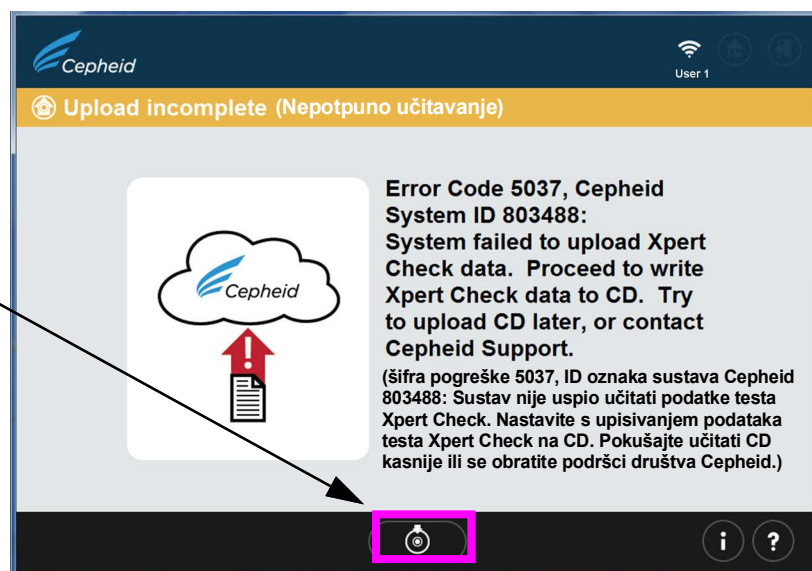 Cepheid
User 1
Upload incomplete (Nepotpuno učitavanje)
Cepheid
Error Code 5037, Cepheid
System ID 803488:
System failed to upload Xpert
Check data. Proceed to write
Xpert Check data to CD. Try
to upload CD later, or contact
Cepheid Support.
(šifra pogreške 5037, ID oznaka sustava Cepheid
803488: Sustav nije uspio učitati podatke testa
Xpert Check. Nastavite s upisivanjem podataka
testa Xpert Check na CD. Pokušajte učitati CD
kasnije ili se obratite podršci društva Cepheid.)
i ?